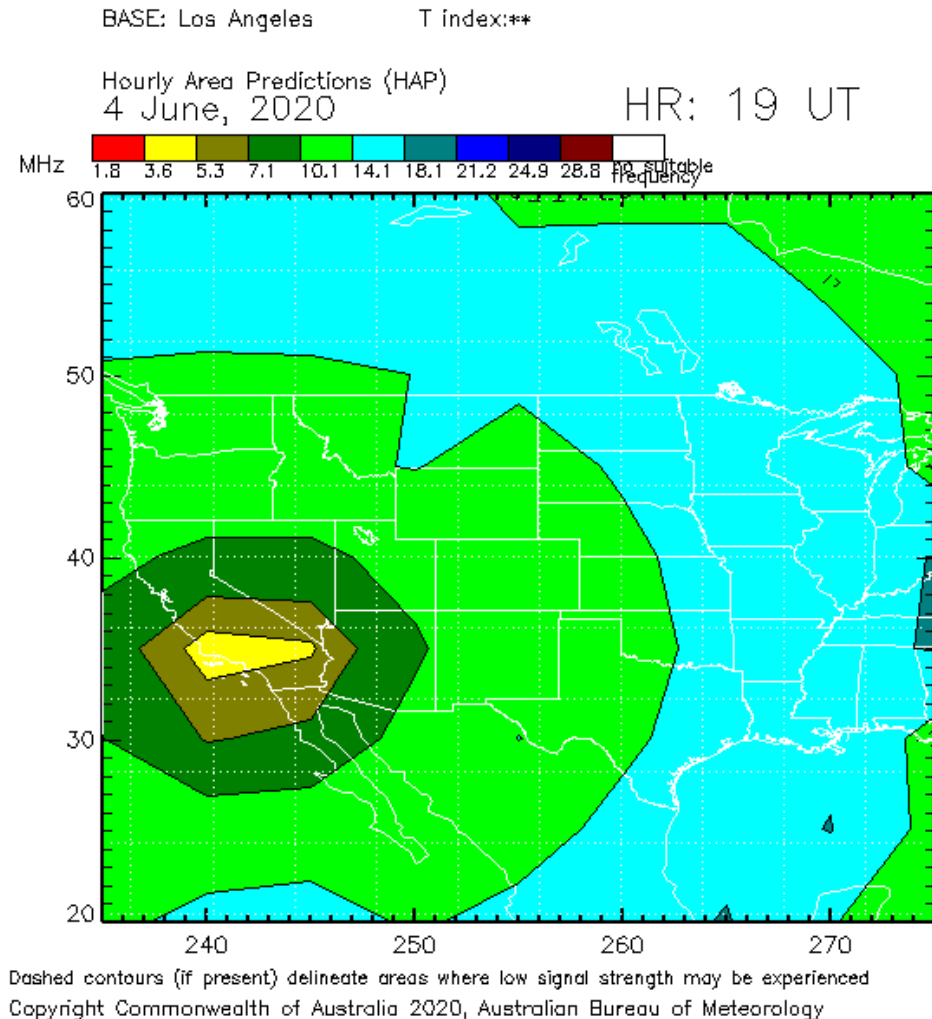 BASE: Los Angeles T index:**
Hourly Area Predictions (HAP)
4 June, 2020 HR: 19 UT
MHz 1.8 3.6 5.3 7.1 10.1 14.1 18.1 21.2 24.9 28.8 no suitable
frequency
60
50
40
30
20
240 250 260 270
Dashed contours (if present) delineate areas where low signal strength may be experienced
Copyright Commonwealth of Australia 2020, Australian Bureau of Meteorology